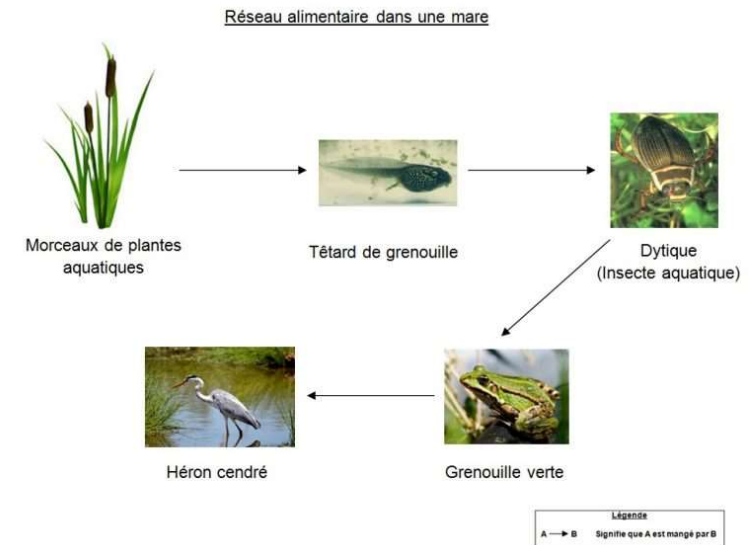 Réseau alimentaire dans une mare
Morceaux de plantes
aquatiques
Têtard de grenouille
Dytique
(Insecte aquatique)
Héron cendré
Grenouille verte
Légende
A → B Signifie que A est mangé par B